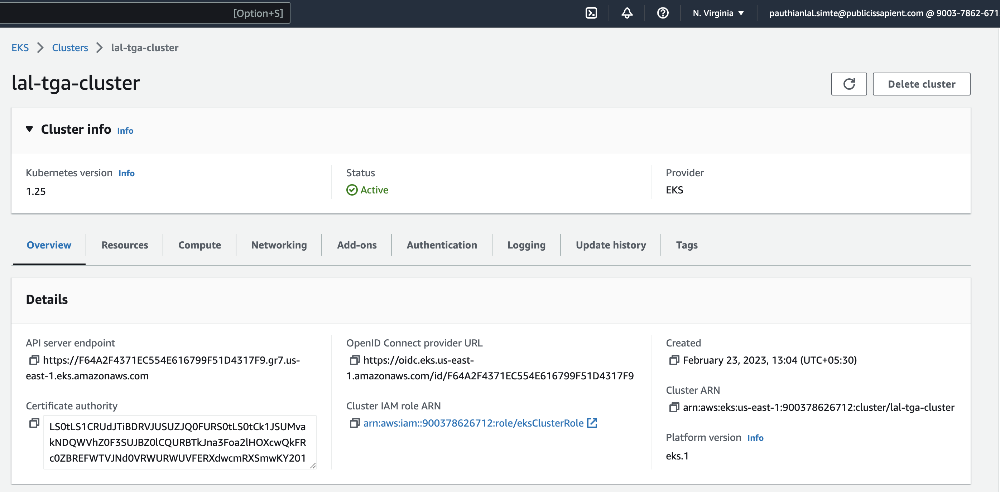 [Option+S]
N. Virginia
pauthianlal.simte@publicissapient.com @ 9003-7862-671
EKS
Clusters
lal-tga-cluster
lal-tga-cluster
Delete cluster
Cluster info Info
Kubernetes version Info
1.25
Status
Active
Provider
EKS
Overview
Resources
Compute
Networking
Add-ons
Authentication
Logging
Update history
Tags
Details
API server endpoint
https://F64A2F4371EC554E616799F51D4317F9.gr7.us-
east-1.eks.amazonaws.com
Certificate authority
LS0tLS1CRUdJTiBDRVJUSUZJQ0FURS0tLS0tCk1JSUMva
kNDQWVhZ0F3SUJBZ0lCQURBTkJna3Foa2lHOXcwQkFR
c0ZBREFWTVJNd0VRWURWUVFERXdwcmRXSmwKY201
OpenID Connect provider URL
https://oidc.eks.us-east-
1.amazonaws.com/id/F64A2F4371EC554E616799F51D4317F9
Cluster IAM role ARN
arn:aws:iam::900378626712:role/eksClusterRole
Created
February 23, 2023, 13:04 (UTC+05:30)
Cluster ARN
arn:aws:eks:us-east-1:900378626712:cluster/lal-tga-cluster
Platform version Info
eks.1